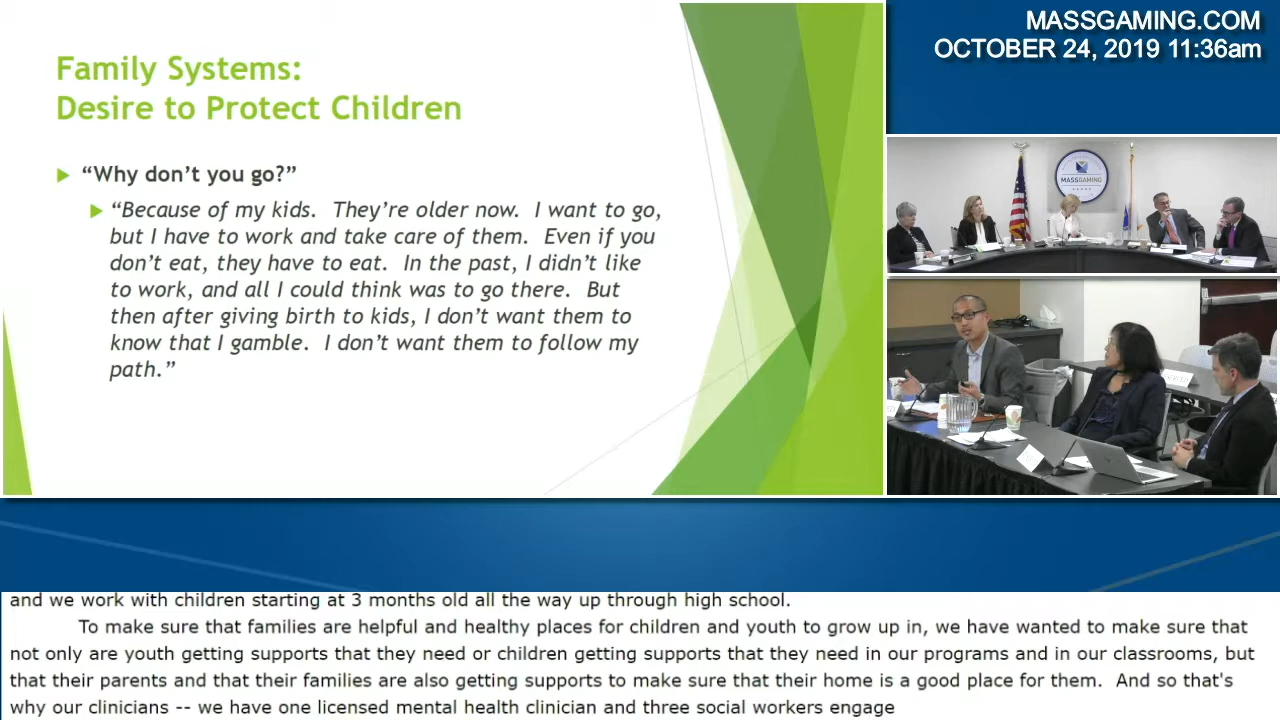 MASSGAMING.COM
OCTOBER 24, 2019 11:36am
Family Systems:
Desire to Protect Children
“Why don’t you go?”
“Because of my kids.  They’re older now.  I want to go,
but I have to work and take care of them.  Even if you
don’t eat, they have to eat.  In the past, I didn’t like
to work, and all I could think was to go there.  But
then after giving birth to kids, I don’t want them to
know that I gamble.  I don’t want them to follow my
path.”
MASSGAMING
and we work with children starting at 3 months old all the way up through high school.
To make sure that families are helpful and healthy places for children and youth to grow up in, we have wanted to make sure that
not only are youth getting supports that they need or children getting supports that they need in our programs and in our classrooms, but
that their parents and that their families are also getting supports to make sure that their home is a good place for them.  And so that's
why our clinicians -- we have one licensed mental health clinician and three social workers engage